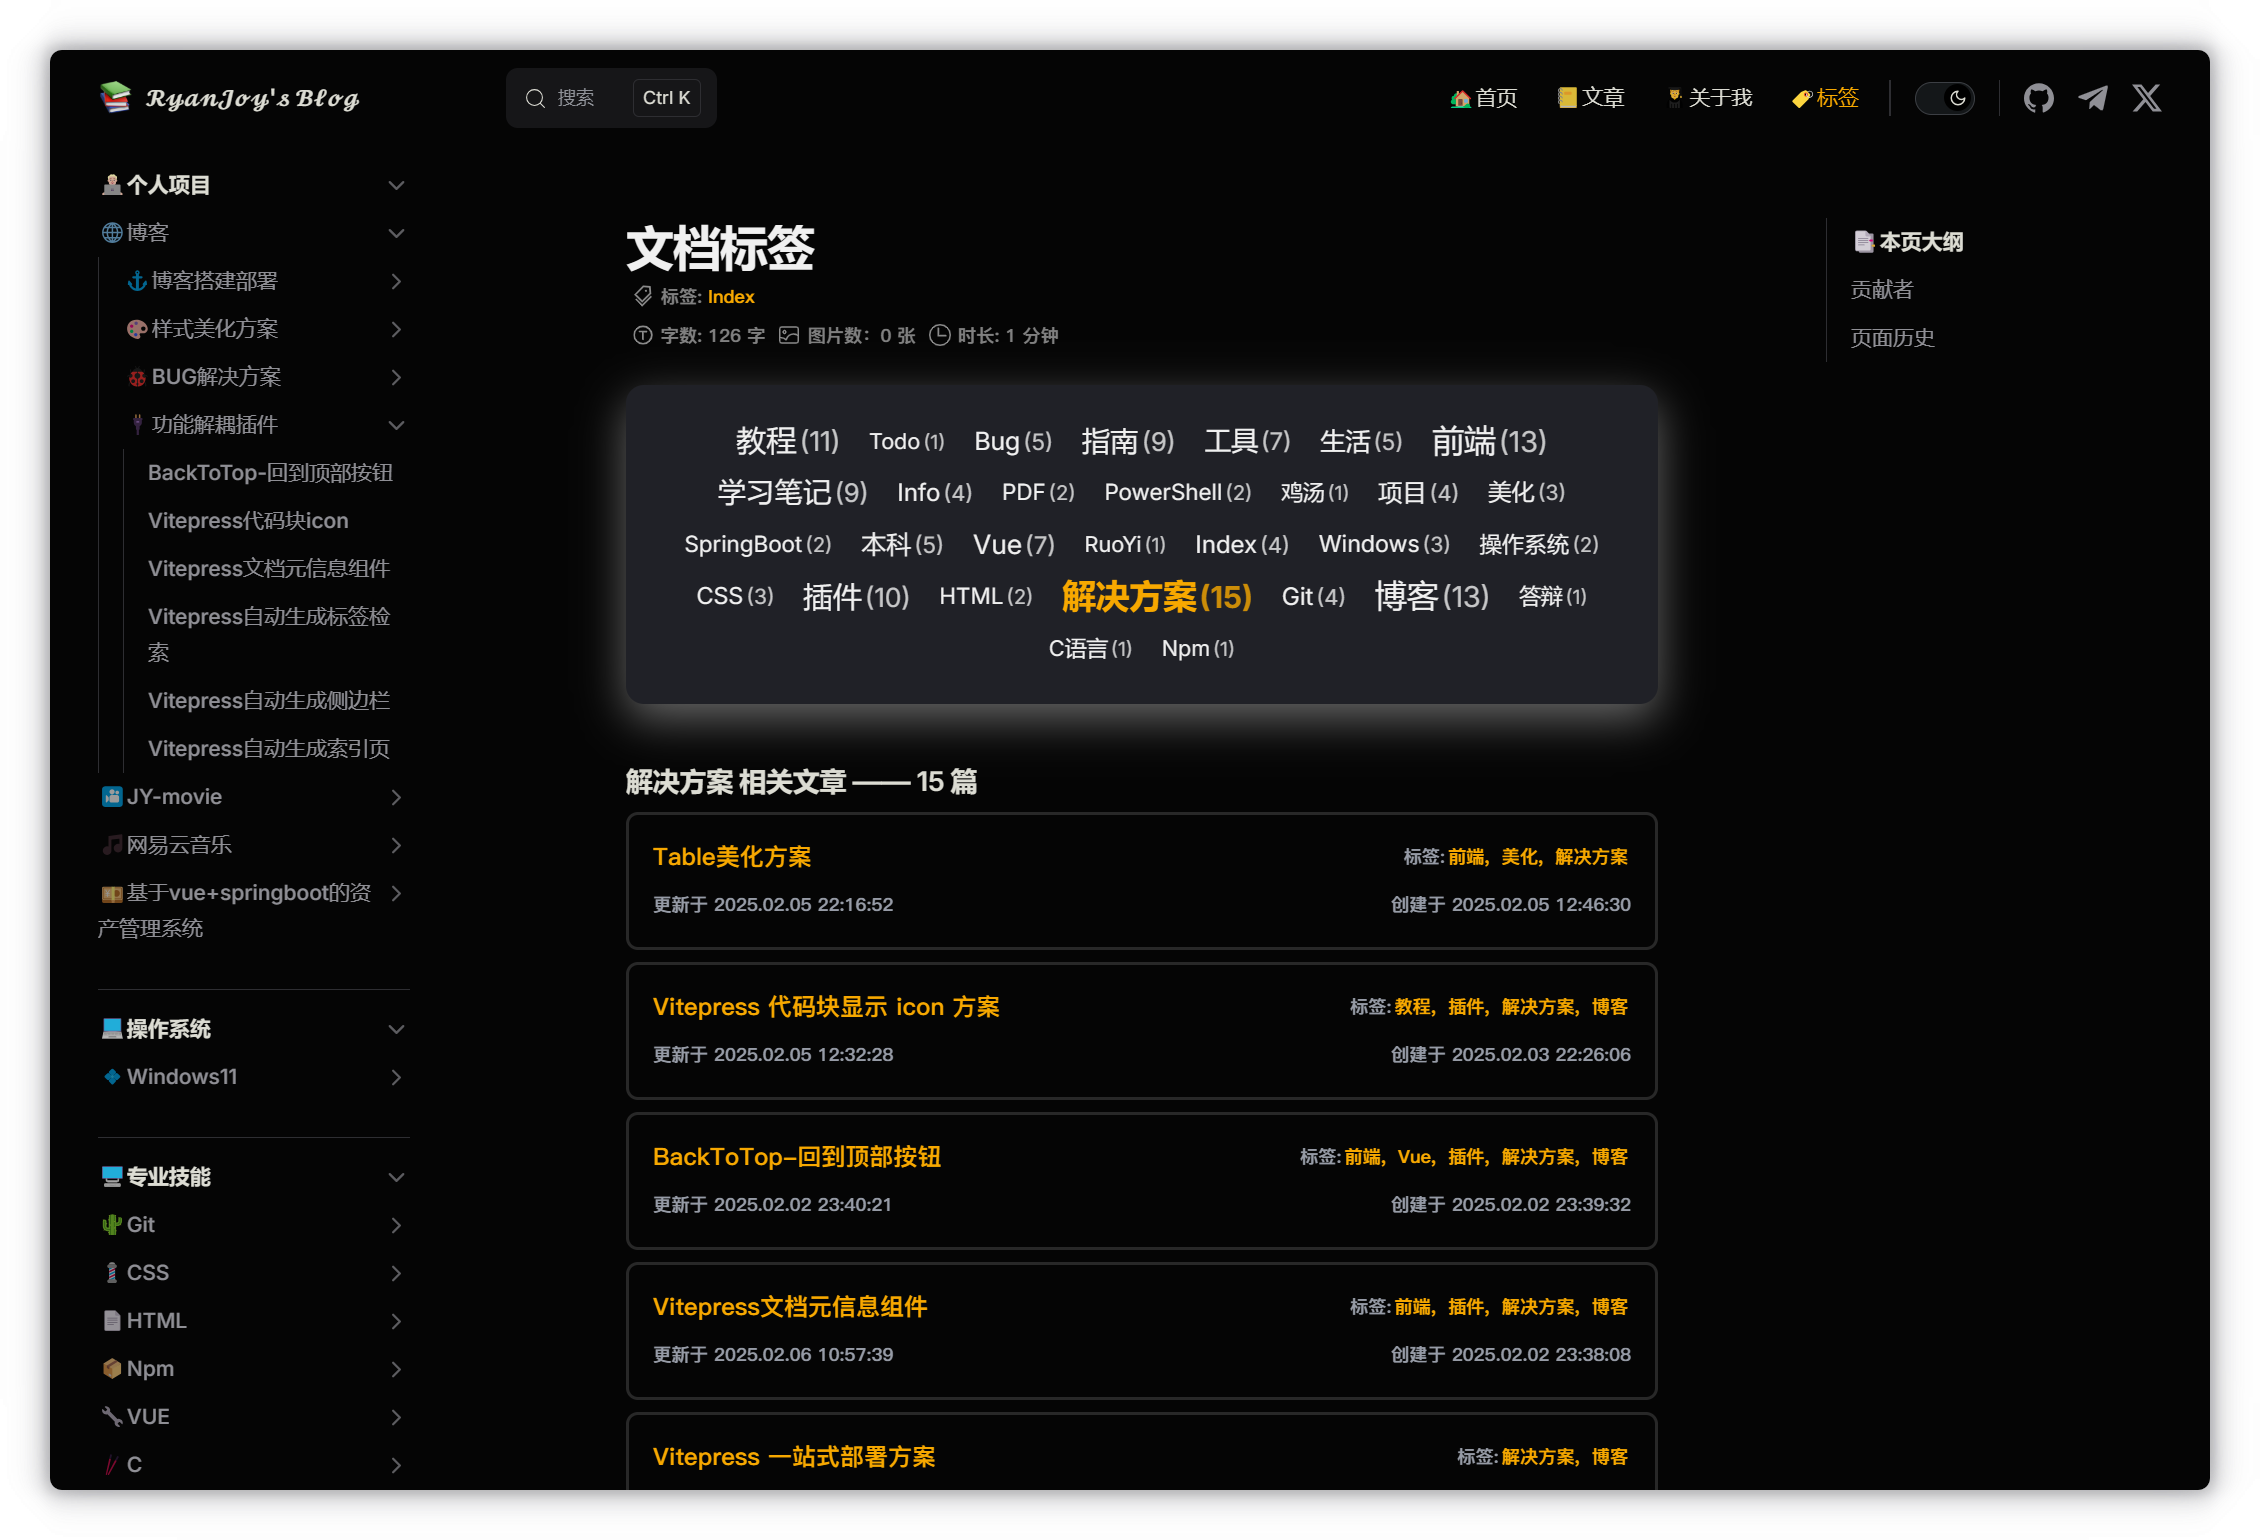 RyanJoy's Blog
搜索
Ctrl K
首页
文章
关于我
标签
个人项目
博客
博客搭建部署
样式美化方案
BUG解决方案
功能解耦插件
BackToTop-回到顶部按钮
Vitepress代码块icon
Vitepress文档元信息组件
Vitepress自动生成标签检
索
Vitepress自动生成侧边栏
Vitepress自动生成索引页
JY-movie
网易云音乐
基于vue+springboot的资
产管理系统
操作系统
Windows11
专业技能
Git
CSS
HTML
Npm
VUE
C
文档标签
标签: Index
字数: 126 字 图片数: 0 张 时长: 1 分钟
教程(11) Todo(1) Bug(5) 指南(9) 工具(7) 生活(5) 前端(13)
学习笔记(9) Info(4) PDF(2) PowerShell(2) 鸡汤(1) 项目(4) 美化(3)
SpringBoot(2) 本科(5) Vue(7) RuoYi(1) Index(4) Windows(3) 操作系统(2)
CSS(3) 插件(10) HTML(2) 解决方案(15) Git(4) 博客(13) 答辩(1)
C语言(1) Npm(1)
解决方案 相关文章 —— 15 篇
Table美化方案 标签: 前端, 美化, 解决方案
更新于 2025.02.05 22:16:52 创建于 2025.02.05 12:46:30
Vitepress 代码块显示 icon 方案 标签: 教程, 插件, 解决方案, 博客
更新于 2025.02.05 12:32:28 创建于 2025.02.03 22:26:06
BackToTop-回到顶部按钮 标签: 前端, Vue, 插件, 解决方案, 博客
更新于 2025.02.02 23:40:21 创建于 2025.02.02 23:39:32
Vitepress文档元信息组件 标签: 前端, 插件, 解决方案, 博客
更新于 2025.02.06 10:57:39 创建于 2025.02.02 23:38:08
Vitepress 一站式部署方案 标签: 解决方案, 博客
本页大纲
贡献者
页面历史